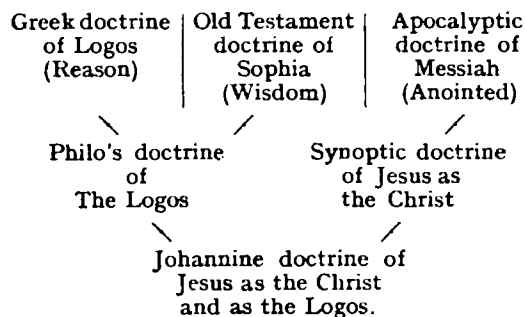 Greek doctrine
of Logos
(Reason)
Old Testament
doctrine of
Sophia
(Wisdom)
Apocalyptic
doctrine of
Messiah
(Anointed)
Philo's doctrine
of
The Logos
Synoptic doctrine
of Jesus as
the Christ
Johannine doctrine of
Jesus as the Christ
and as the Logos.